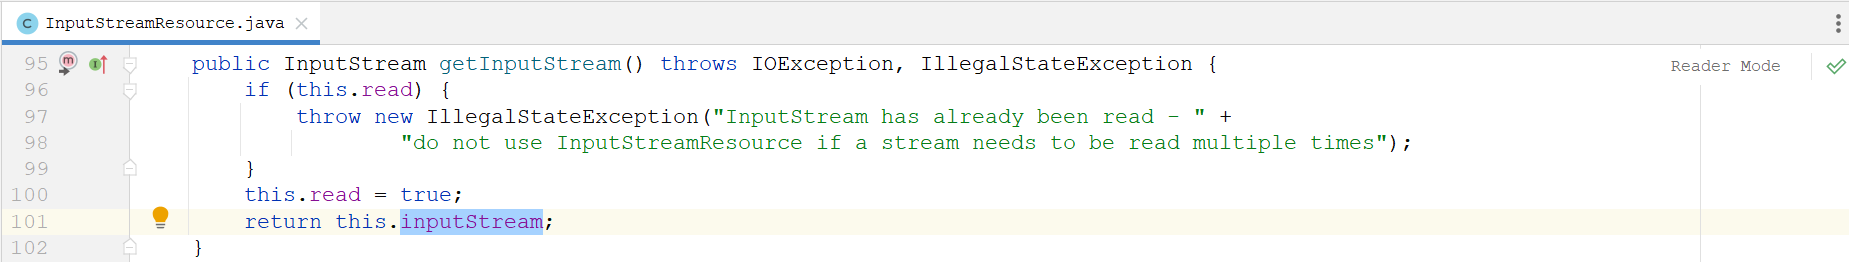 C InputStreamResource.java
95 m I public InputStream getInputStream() throws IOException, IllegalStateException {
Reader Mode
96 if (this.read) {
97 throw new IllegalStateException("InputStream has already been read - " +
98 "do not use InputStreamResource if a stream needs to be read multiple times");
99 }
100 this.read = true;
101 return this.inputStream;
102 }